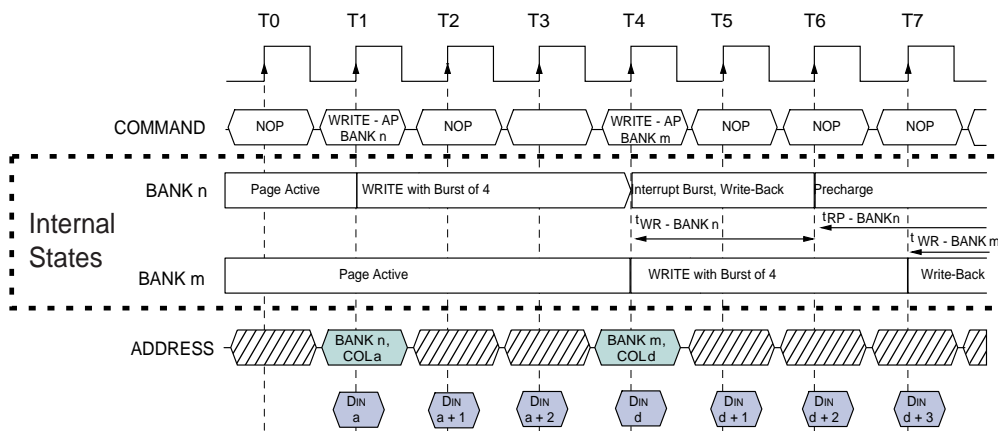 T0 T1 T2 T3 T4 T5 T6 T7
COMMAND NOP WRITE - AP BANK n NOP WRITE - AP BANK m NOP NOP NOP
Internal States
BANK n Page Active WRITE with Burst of 4 Interrupt Burst, Write-Back Precharge
tWR - BANK n tRP - BANK n
t WR - BANK m
BANK m Page Active WRITE with Burst of 4 Write-Back
ADDRESS BANK n, COL a BANK m, COL d
DIN a DIN a + 1 DIN a + 2 DIN d DIN d + 1 DIN d + 2 DIN d + 3